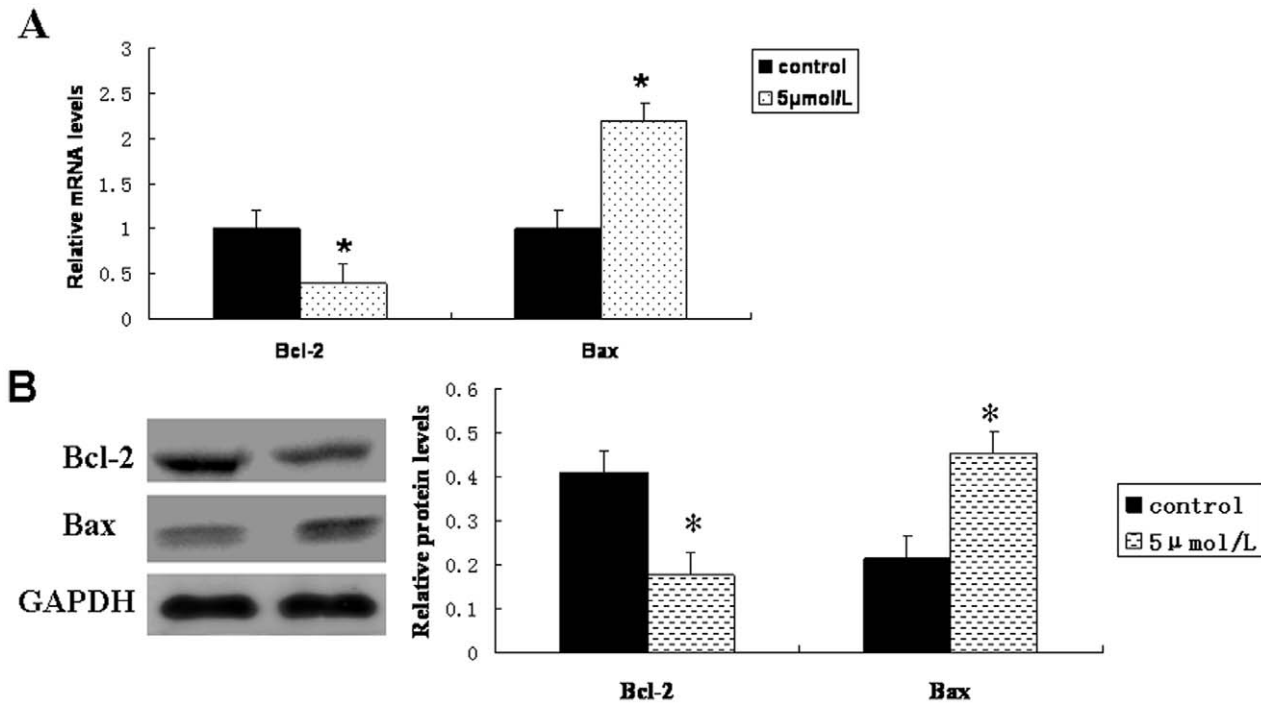 A
Relative mRNA levels
3
2.5
2
1.5
1
0.5
0
*
*
Bcl-2
Bax
control
5μmol/L
B
Bcl-2
Bax
GAPDH
Relative protein levels
0.6
0.5
0.4
0.3
0.2
0.1
0
*
*
Bcl-2
Bax
control
5μmol/L